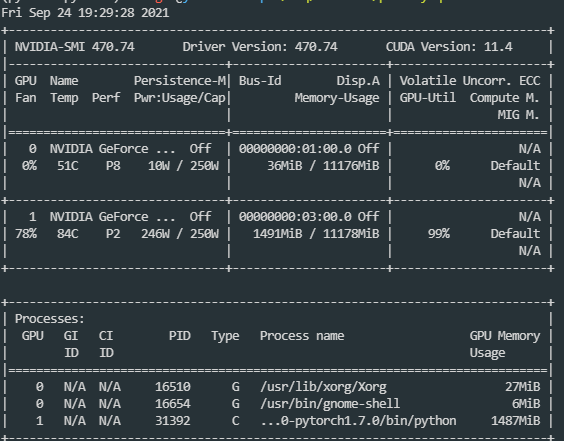 Fri Sep 24 19:29:28 2021
NVIDIA-SMI 470.74 Driver Version: 470.74 CUDA Version: 11.4
GPU Name Persistence-M| Bus-Id Disp.A | Volatile Uncorr. ECC
Fan Temp Perf Pwr:Usage/Cap| Memory-Usage | GPU-Util Compute M.
MIG M.
0 NVIDIA GeForce ... Off | 00000000:01:00.0 Off | N/A
0% 51C P8 10W / 250W | 36MiB / 11176MiB | 0% Default
N/A
1 NVIDIA GeForce ... Off | 00000000:03:00.0 Off | N/A
78% 84C P2 246W / 250W | 1491MiB / 11178MiB | 99% Default
N/A
Processes:
GPU GI CI PID Type Process name GPU Memory
ID ID Usage
0 N/A N/A 16510 G /usr/lib/xorg/Xorg 27MiB
0 N/A N/A 16654 G /usr/bin/gnome-shell 6MiB
1 N/A N/A 31392 C ...0-pytorch1.7.0/bin/python 1487MiB